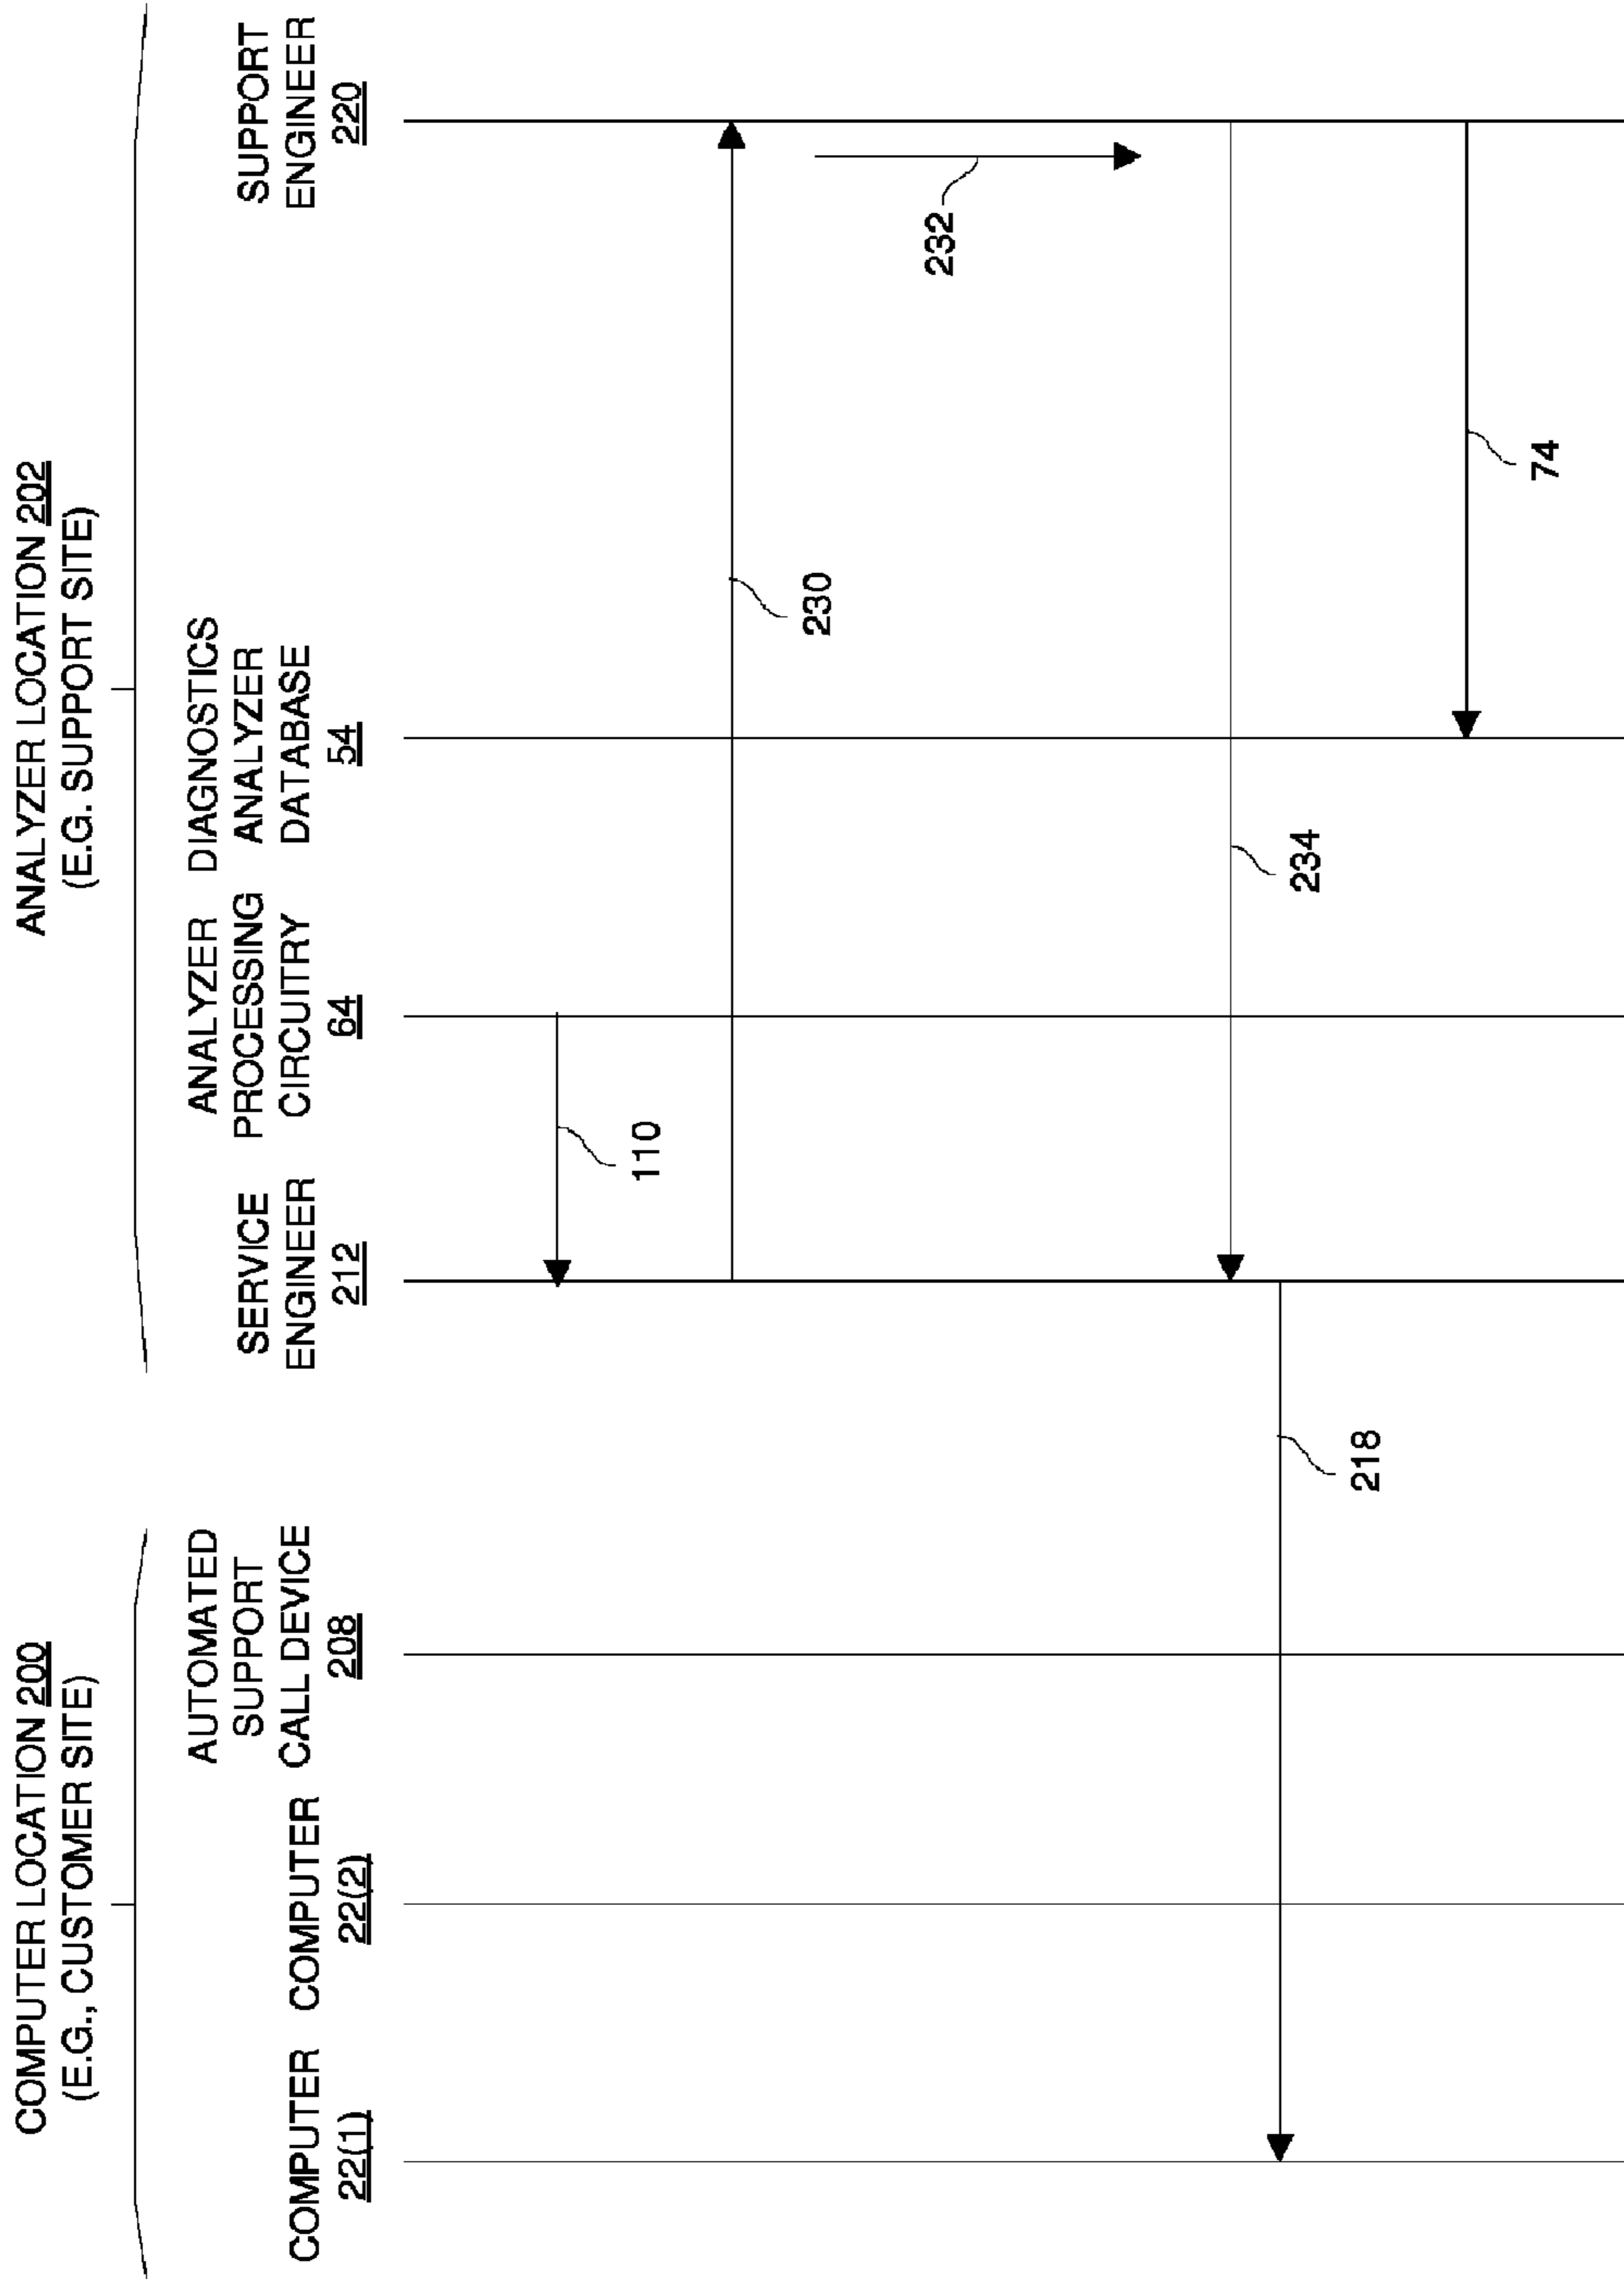 COMPUTER LOCATION 200
(E.G., CUSTOMER SITE)
ANALYZER LOCATION 202
(E.G. SUPPORT SITE)
COMPUTER
22(1)
COMPUTER
22(2)
AUTOMATED
SUPPORT
CALL DEVICE
208
SERVICE
ENGINEER
212
ANALYZER
PROCESSING
CIRCUITRY
64
DIAGNOSTICS
ANALYZER
DATABASE
54
SUPPORT
ENGINEER
220
110
230
232
234
218
74